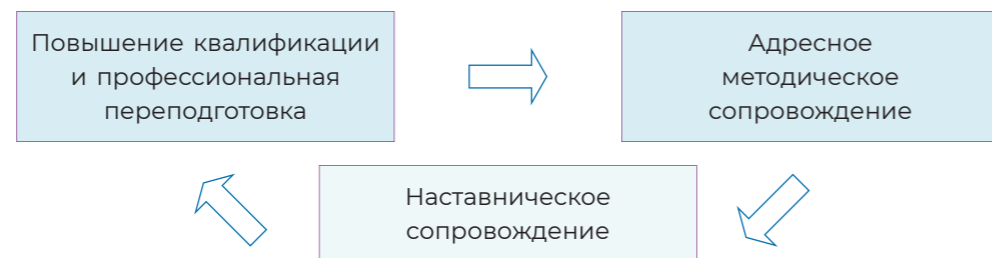 Повышение квалификации
и профессиональная
переподготовка
Адресное
методическое
сопровождение
Наставническое
сопровождение